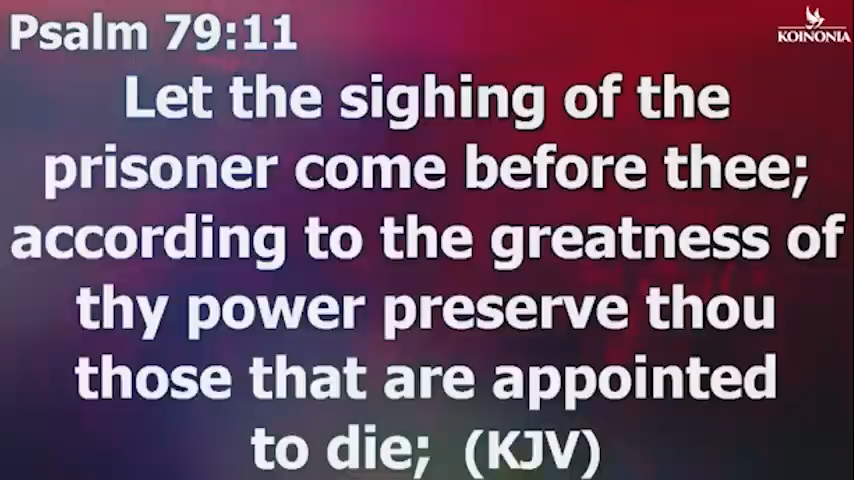 Psalm 79:11
KOINONIA
Let the sighing of the
prisoner come before thee;
according to the greatness of
thy power preserve thou
those that are appointed
to die; (KJV)